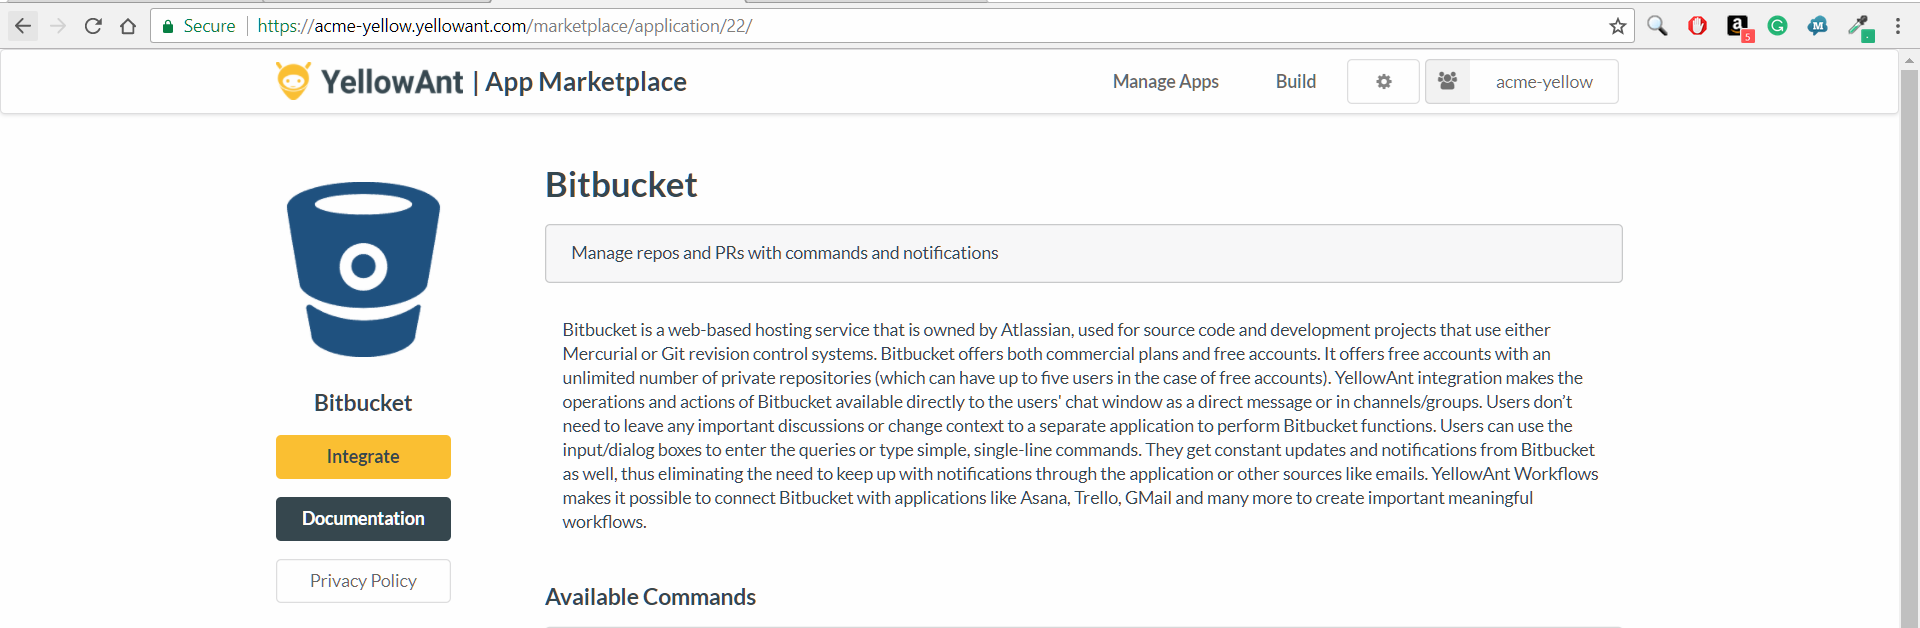 Secure https://acme-yellow.yellowant.com/marketplace/application/22/
a 5 G M
YellowAnt | App Marketplace
Manage Apps Build acme-yellow
Bitbucket
Integrate
Documentation
Privacy Policy
Bitbucket
Manage repos and PRs with commands and notifications
Bitbucket is a web-based hosting service that is owned by Atlassian, used for source code and development projects that use either
Mercurial or Git revision control systems. Bitbucket offers both commercial plans and free accounts. It offers free accounts with an
unlimited number of private repositories (which can have up to five users in the case of free accounts). YellowAnt integration makes the
operations and actions of Bitbucket available directly to the users' chat window as a direct message or in channels/groups. Users don’t
need to leave any important discussions or change context to a separate application to perform Bitbucket functions. Users can use the
input/dialog boxes to enter the queries or type simple, single-line commands. They get constant updates and notifications from Bitbucket
as well, thus eliminating the need to keep up with notifications through the application or other sources like emails. YellowAnt Workflows
makes it possible to connect Bitbucket with applications like Asana, Trello, GMail and many more to create important meaningful
workflows.
Available Commands